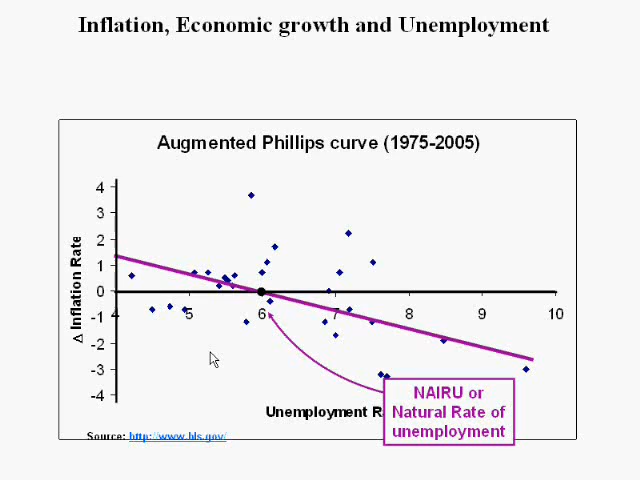 Inflation, Economic growth and Unemployment
Augmented Phillips curve (1975-2005)
4
3
2
1
0
-1
-2
-3
-4
Δ Inflation Rate
4 5 6 7 8 9 10
Unemployment
NAIRU or
Natural Rate of
unemployment
Source: http://www.bls.gov/